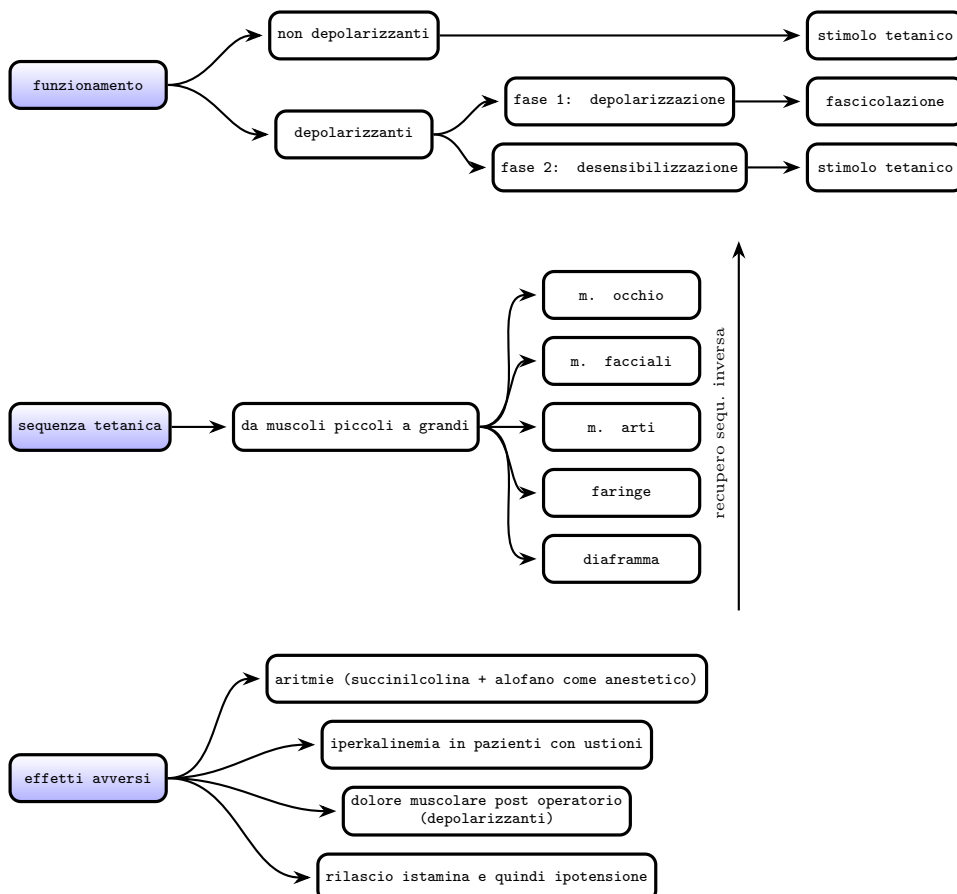 non depolarizzanti
stimolo tetanico
funzionamento
fase 1: depolarizzazione
fascicolazione
depolarizzanti
fase 2: desensibilizzazione
stimolo tetanico
m. occhio
m. facciali
sequenza tetanica
da muscoli piccoli a grandi
m. arti
faringe
diaframma
recupero sequ. inversa
aritmie (succinilcolina + alofano come anestetico)
iperkalinemia in pazienti con ustioni
effetti avversi
dolore muscolare post operatorio
(depolarizzanti)
rilascio istamina e quindi ipotensione